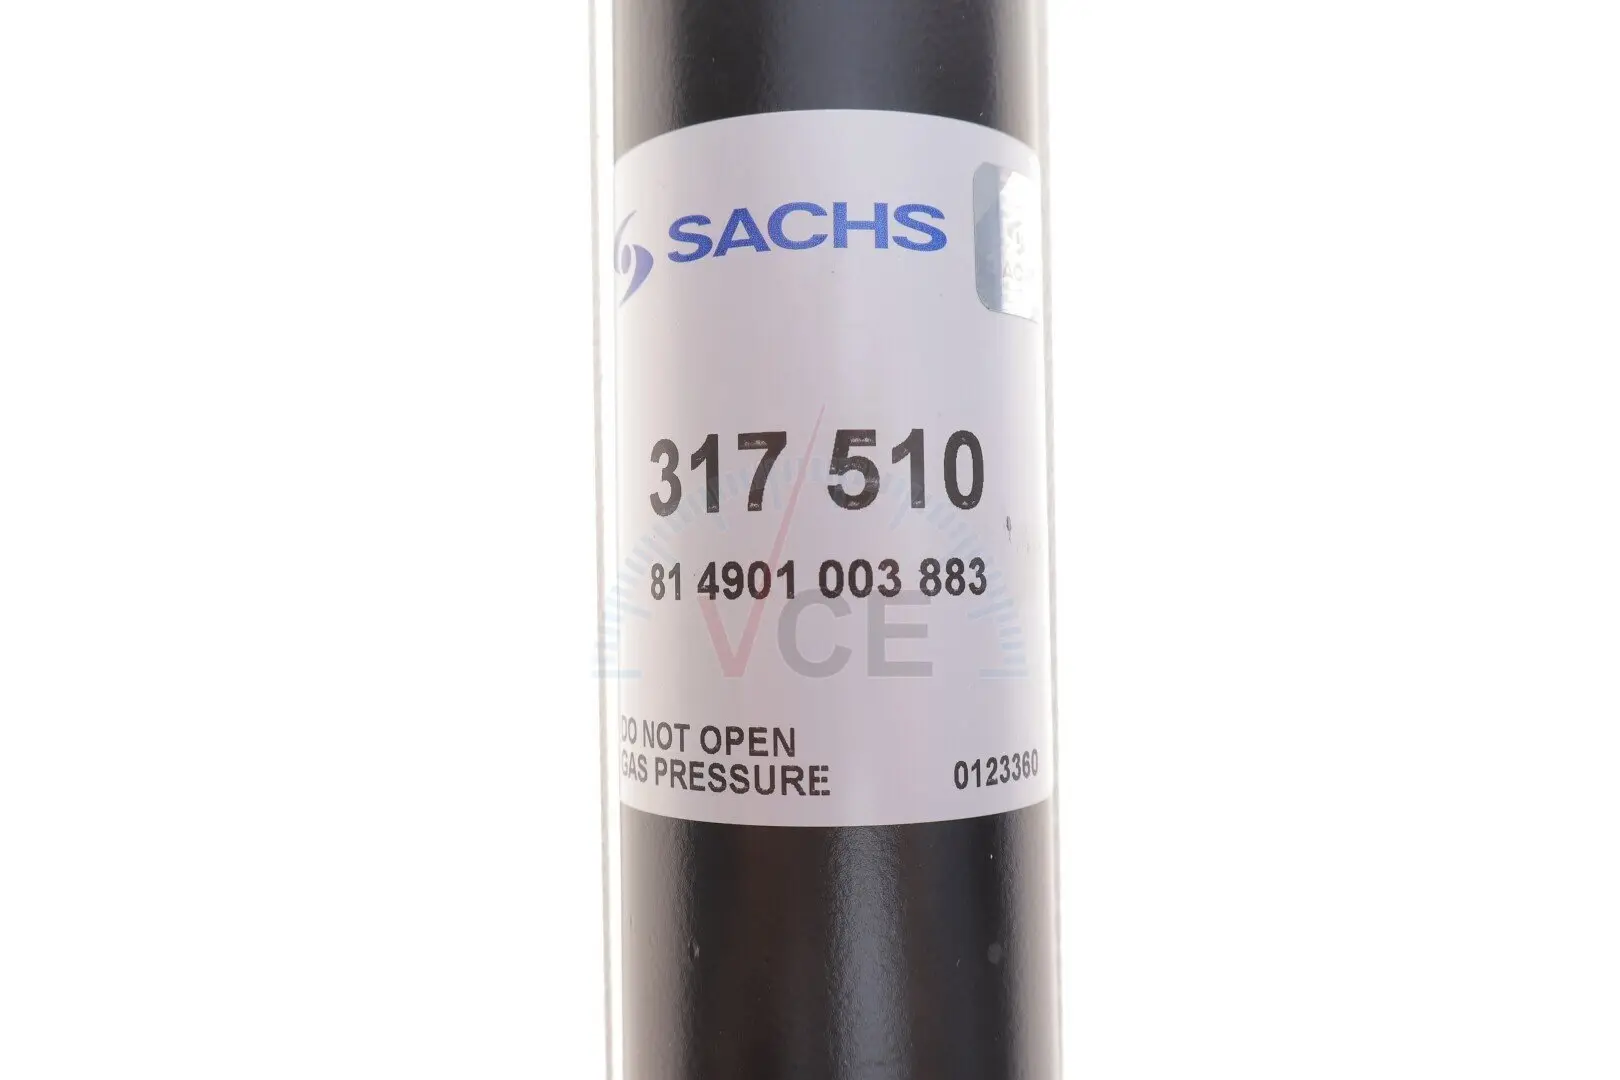 SACHS
317 510
81 4901 003 883
VCE
DO NOT OPEN
GAS PRESSURE
0123360